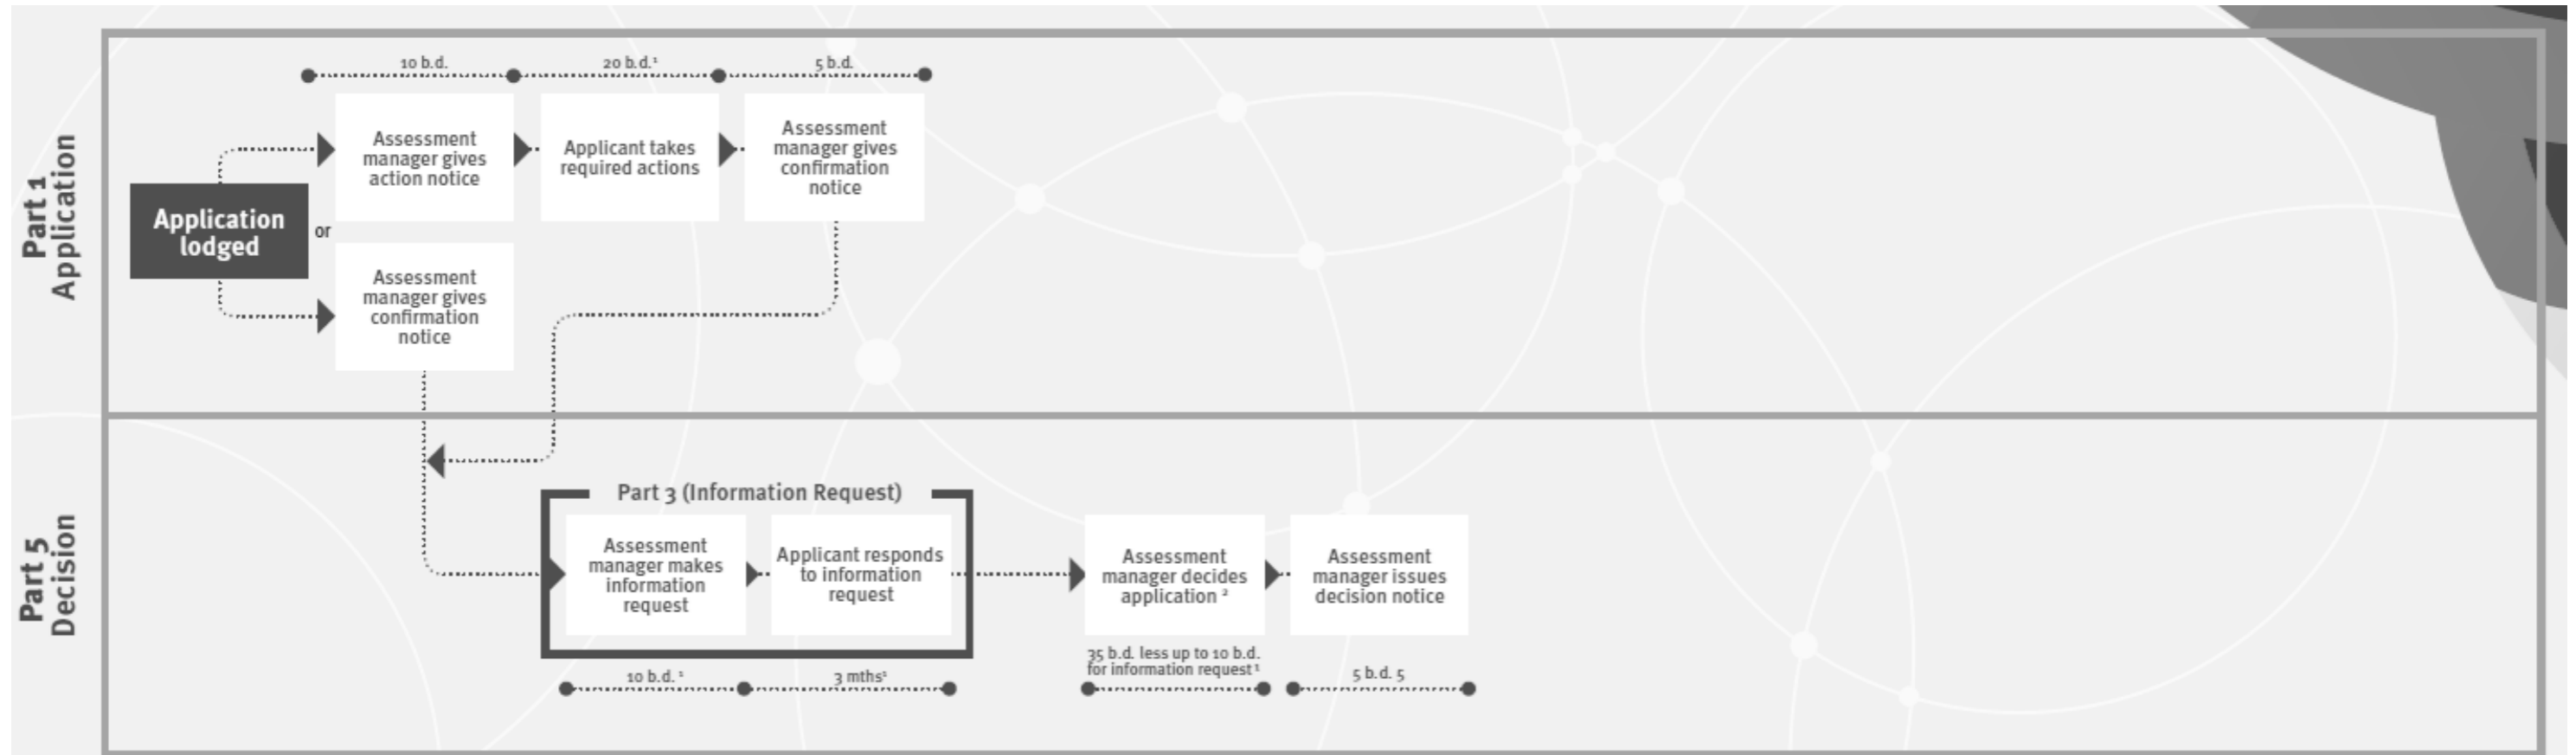 Part 1
Application
10 b.d.
20 b.d.¹
5 b.d.
Application
lodged
or
Assessment
manager gives
action notice
Applicant takes
required actions
Assessment
manager gives
confirmation
notice
Assessment
manager gives
confirmation
notice
Part 5
Decision
Part 3 (Information Request)
Assessment
manager makes
information
request
Applicant responds
to information
request
Assessment
manager decides
application ²
Assessment
manager issues
decision notice
10 b.d. ¹
3 mths¹
35 b.d. less up to 10 b.d.
for information request¹
5 b.d. 5